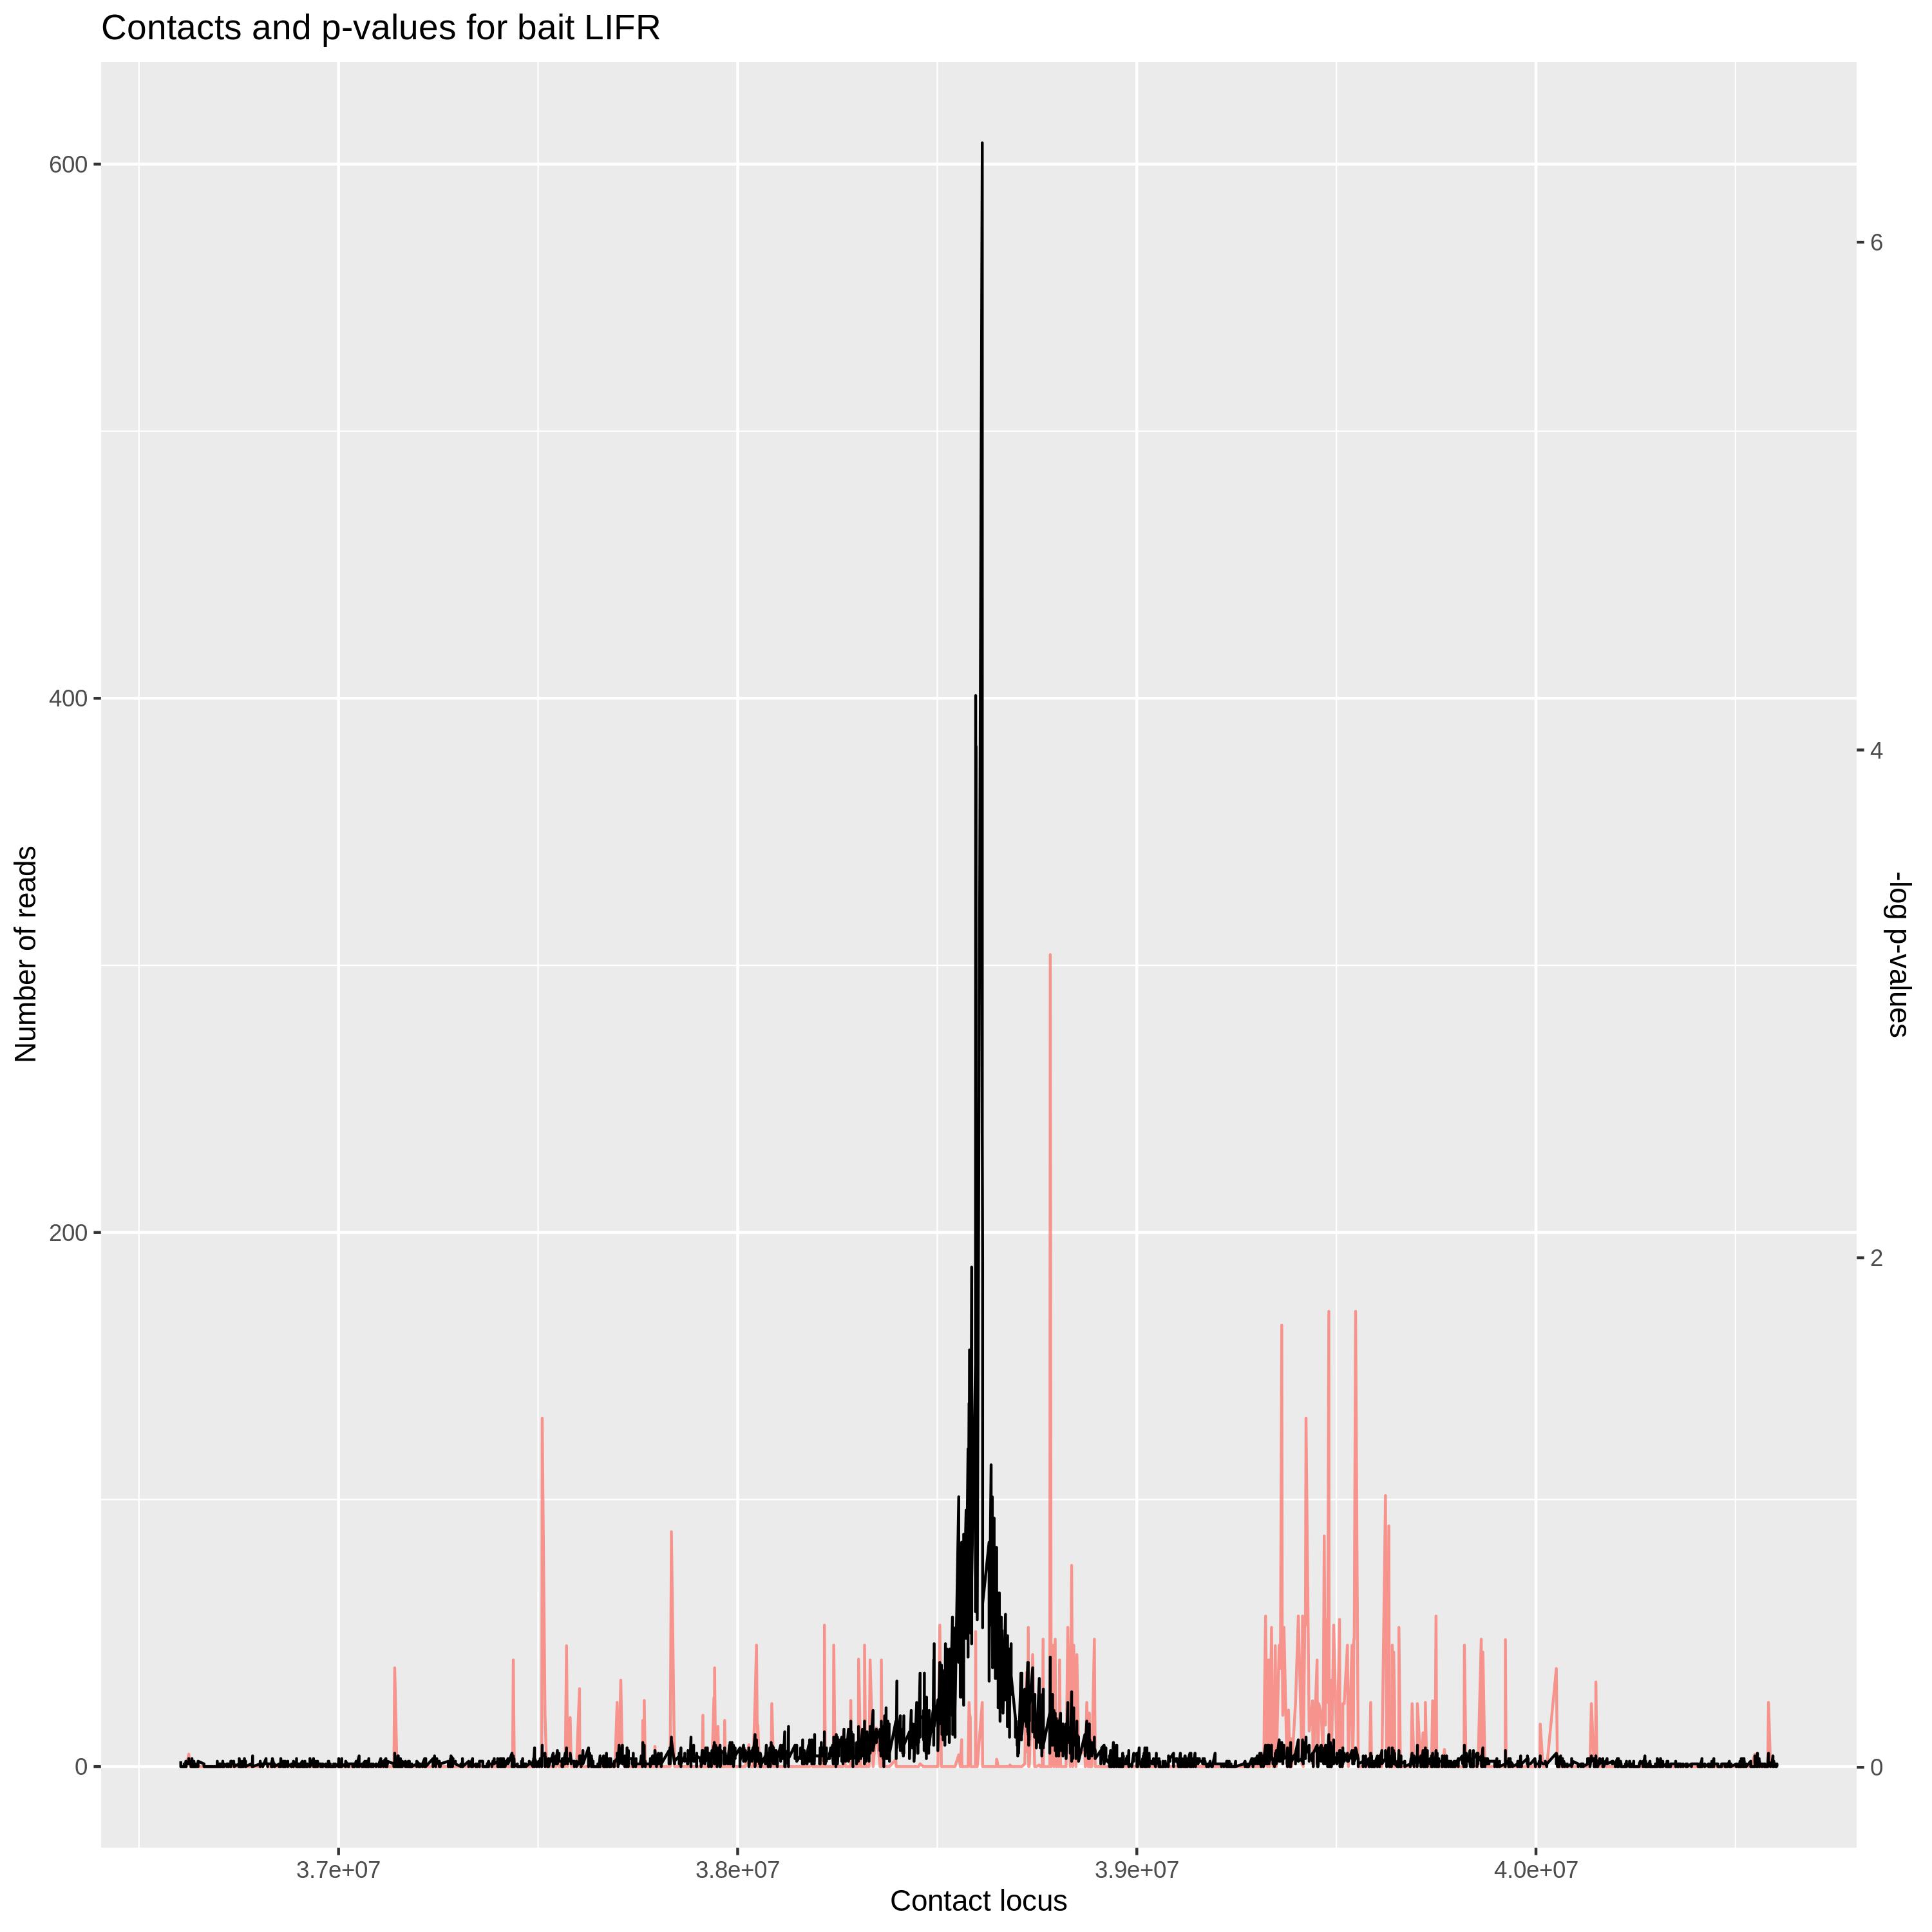 Contacts and p-values for bait LIFR
600
400
200
0
6
4
2
0
Number of reads
-log p-values
3.7e+07
3.8e+07
3.9e+07
4.0e+07
Contact locus